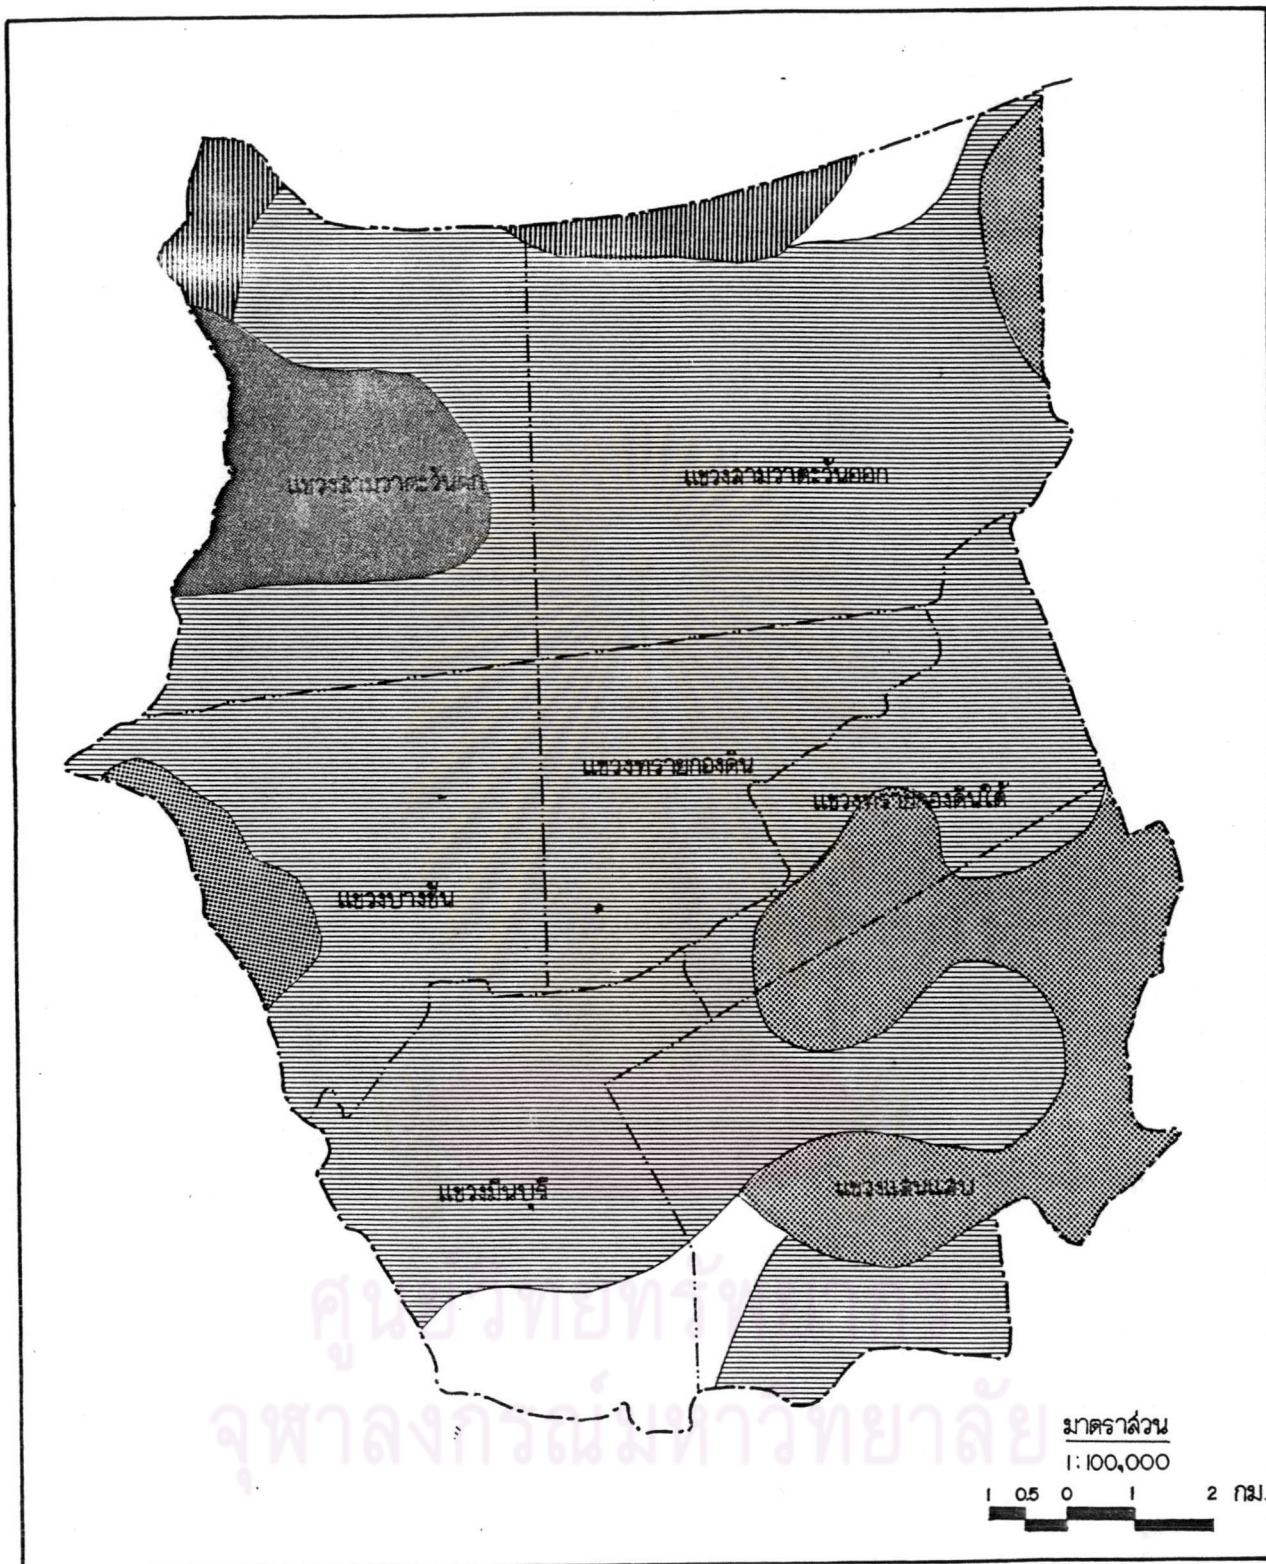 แขวงสามวาตะวันตก
แขวงสามวาตะวันออก
แขวงทรายกองดิน
แขวงทรายกองดินใต้
แขวงบางชัน
แขวงมีนบุรี
แขวงแสนแสบ
ศูนย์วิทยทรัพยากร
จุฬาลงกรณ์มหาวิทยาลัย
มาตราส่วน
1:100,000
1 0.5 0 1 2 กม.